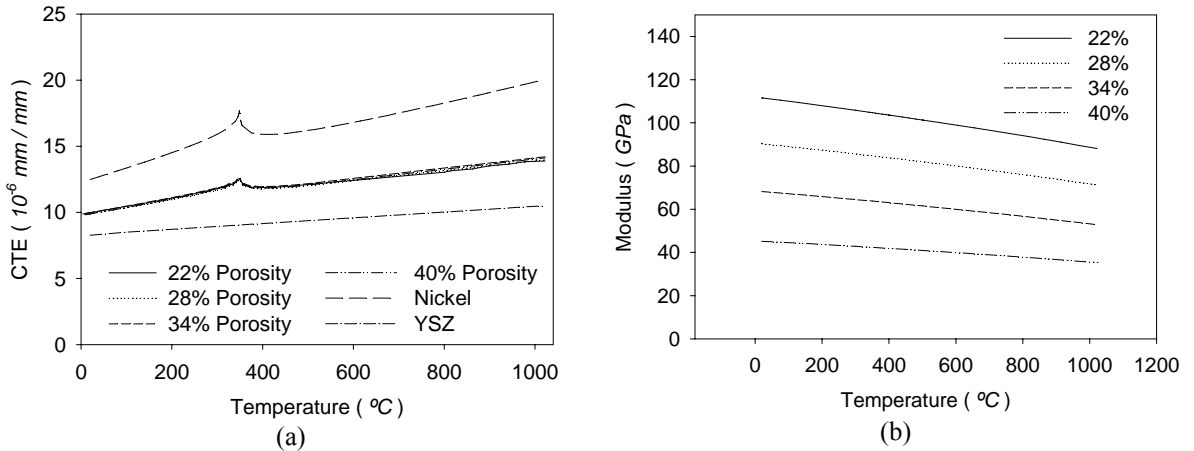 25
20
15
10
5
0
CTE ( 10-6 mm / mm )
22% Porosity
28% Porosity
34% Porosity
40% Porosity
Nickel
YSZ
0 200 400 600 800 1000
Temperature ( ºC )
(a)
140
120
100
80
60
40
20
0
Modulus ( GPa )
22%
28%
34%
40%
0 200 400 600 800 1000 1200
Temperature ( ºC )
(b)